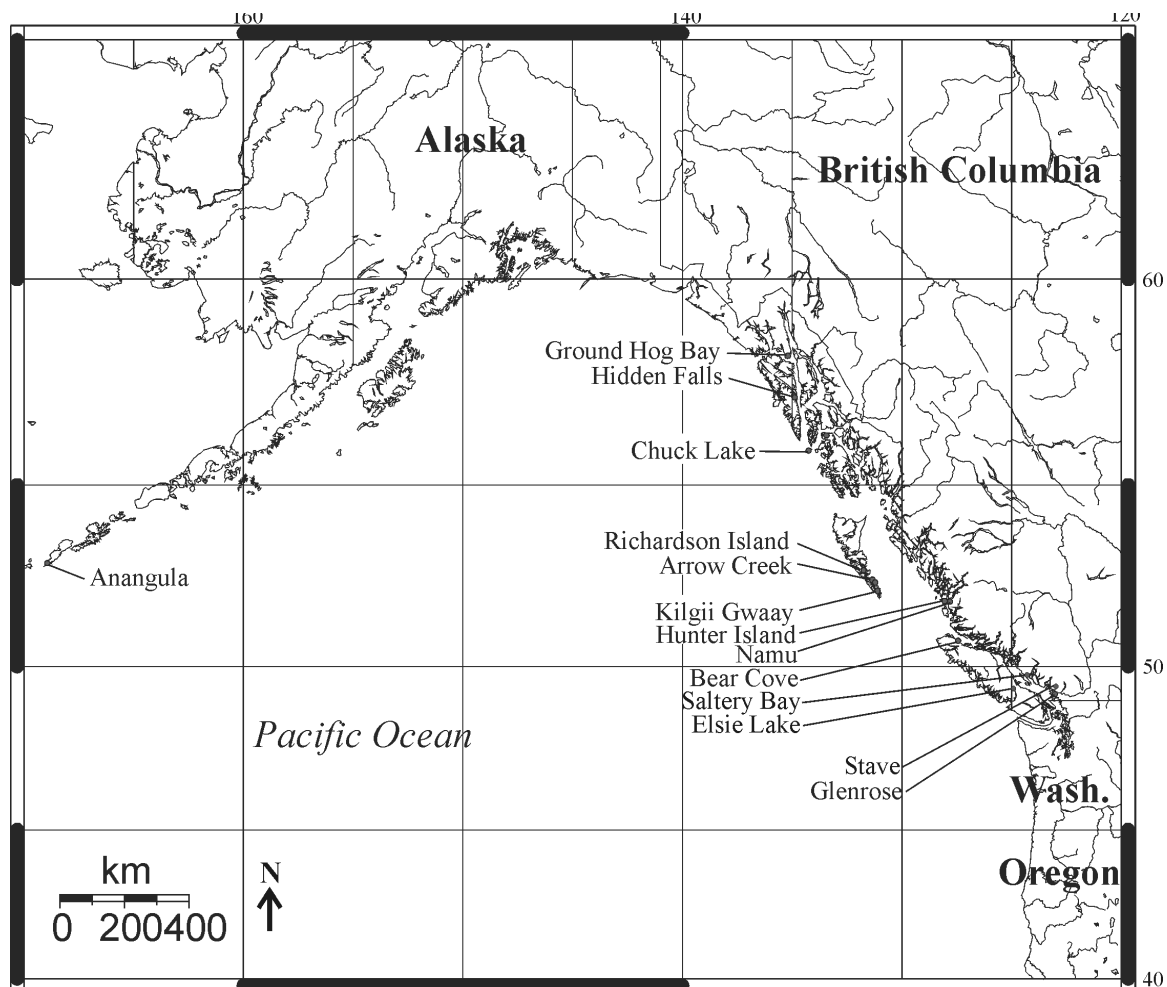 160 140 120
Alaska
British Columbia
60
Ground Hog Bay
Hidden Falls
Chuck Lake
Richardson Island
Arrow Creek
Anangula
Kilgii Gwaay
Hunter Island
Namu
50
Bear Cove
Saltery Bay
Elsie Lake
Pacific Ocean
Stave
Glenrose
Wash.
km
N
Oregon
0 200 400
40